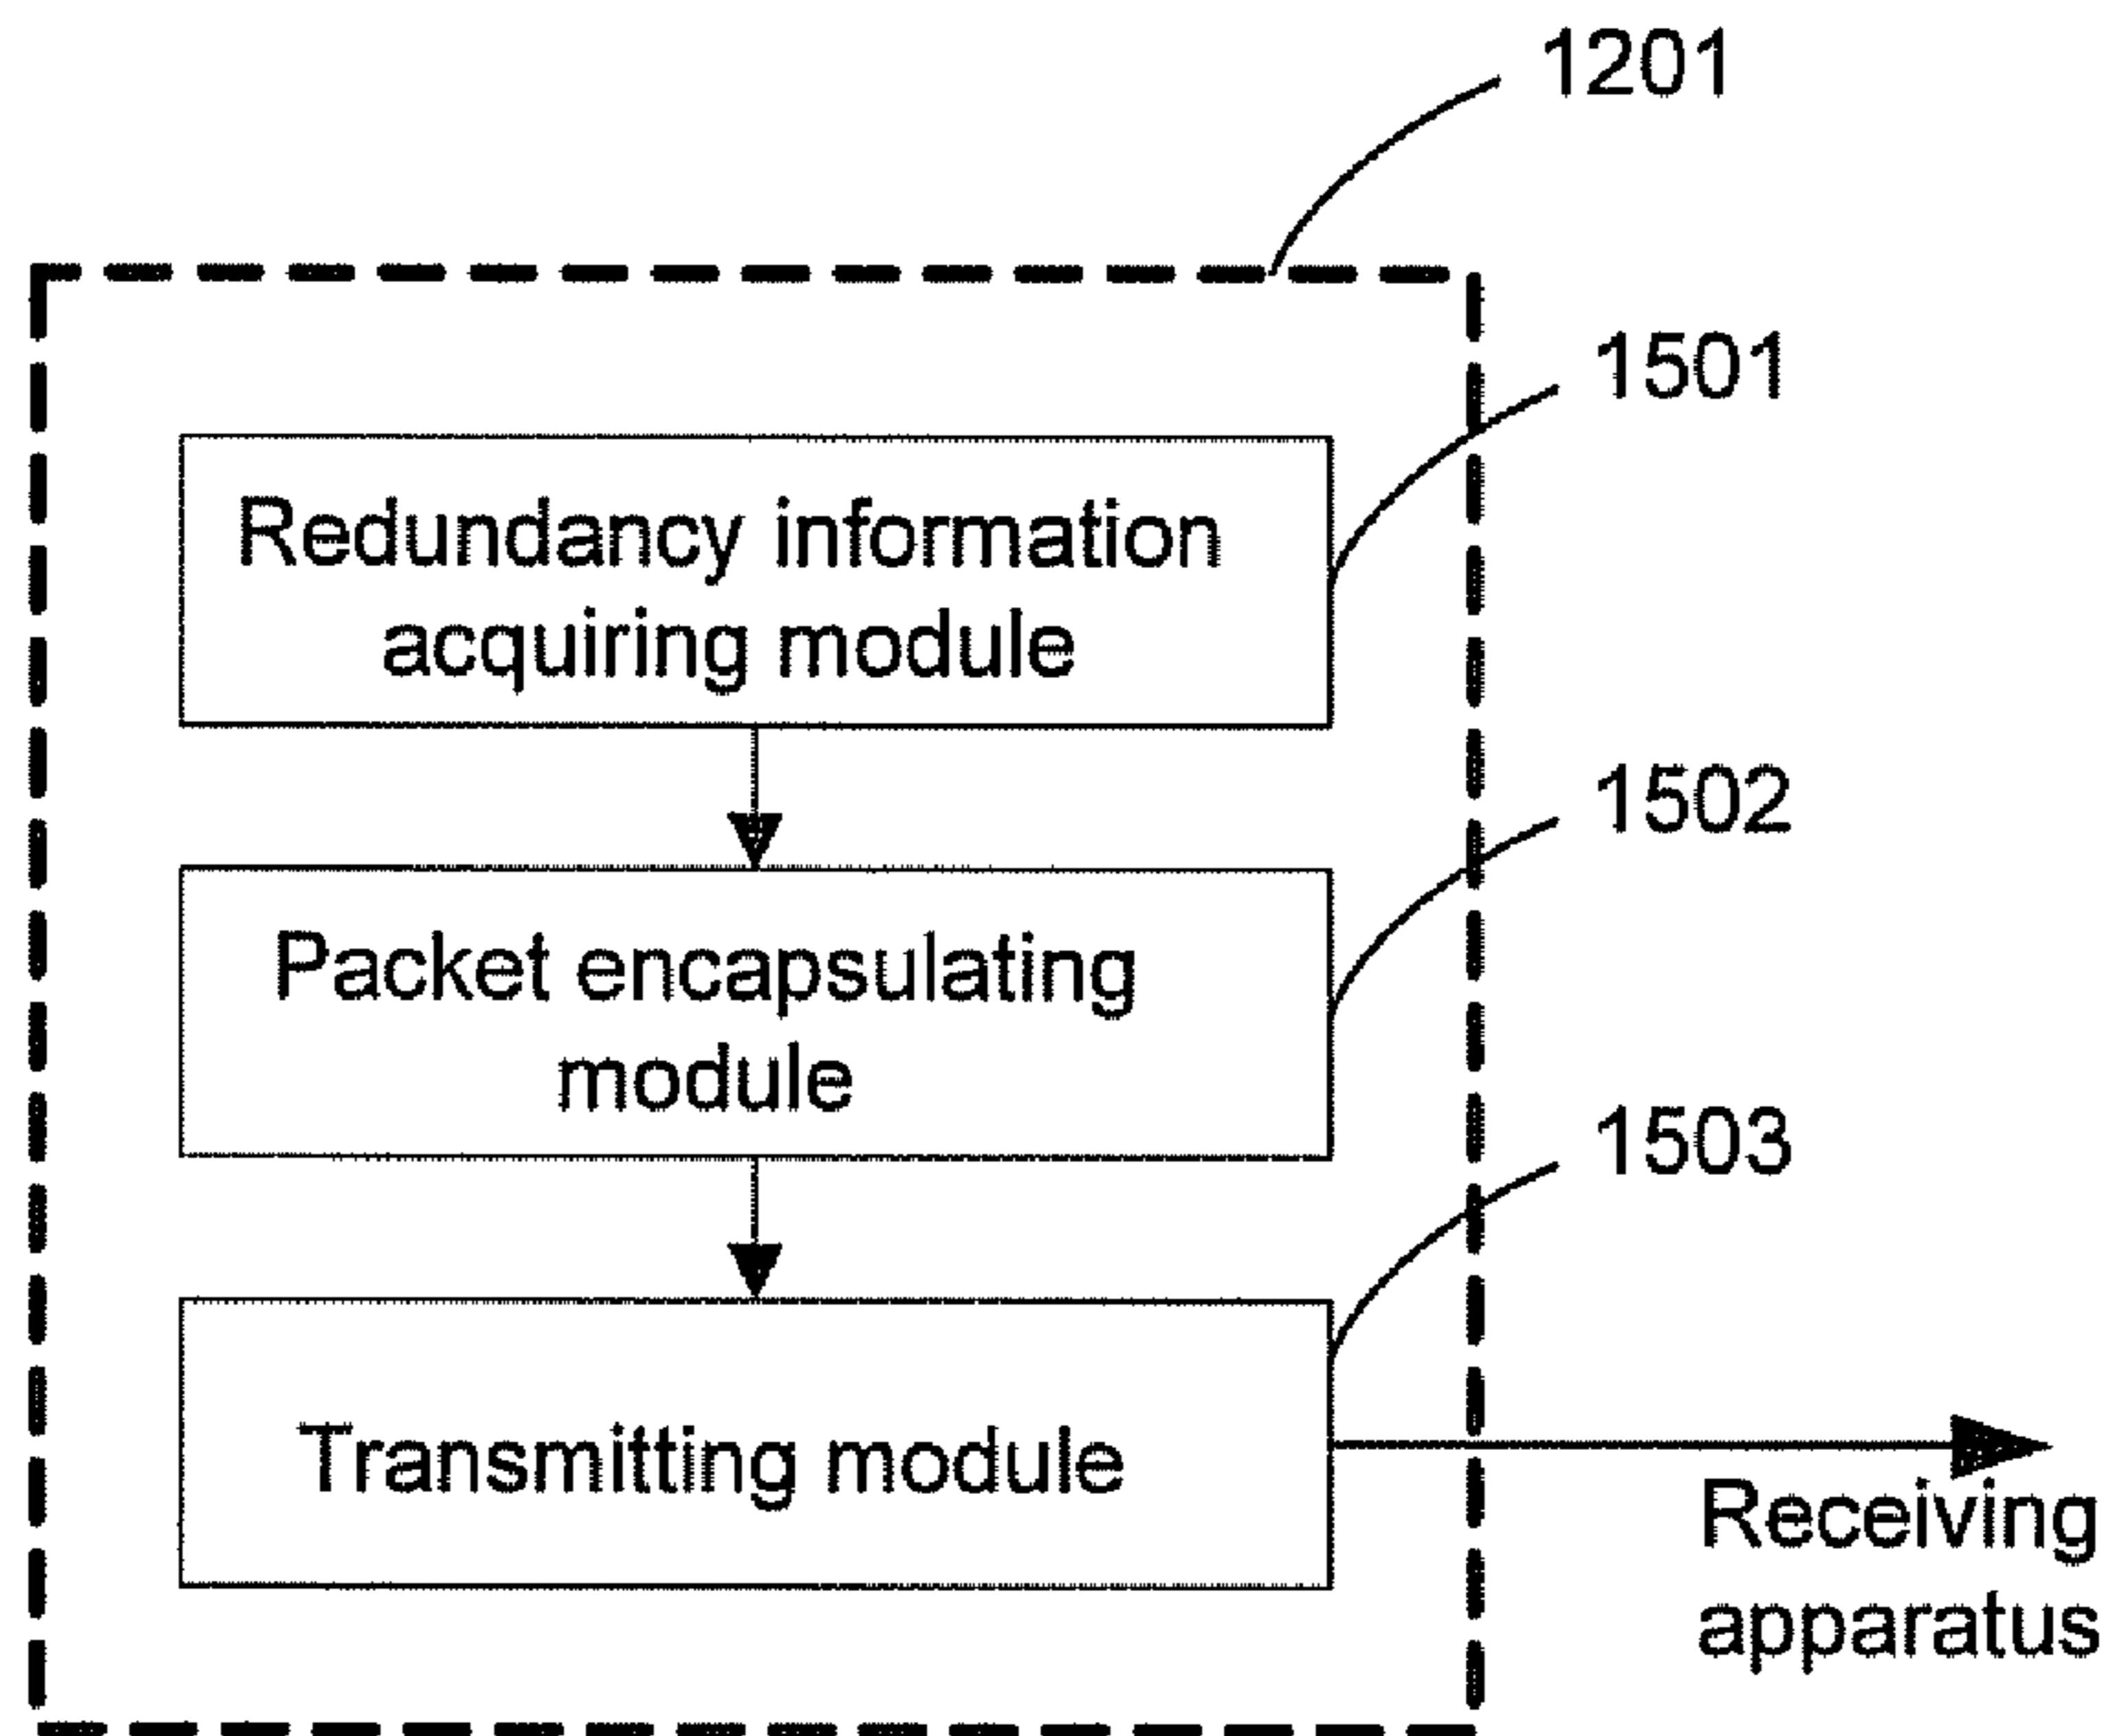 1201
1501
Redundancy information
acquiring module
1502
Packet encapsulating
module
1503
Transmitting module
Receiving
apparatus